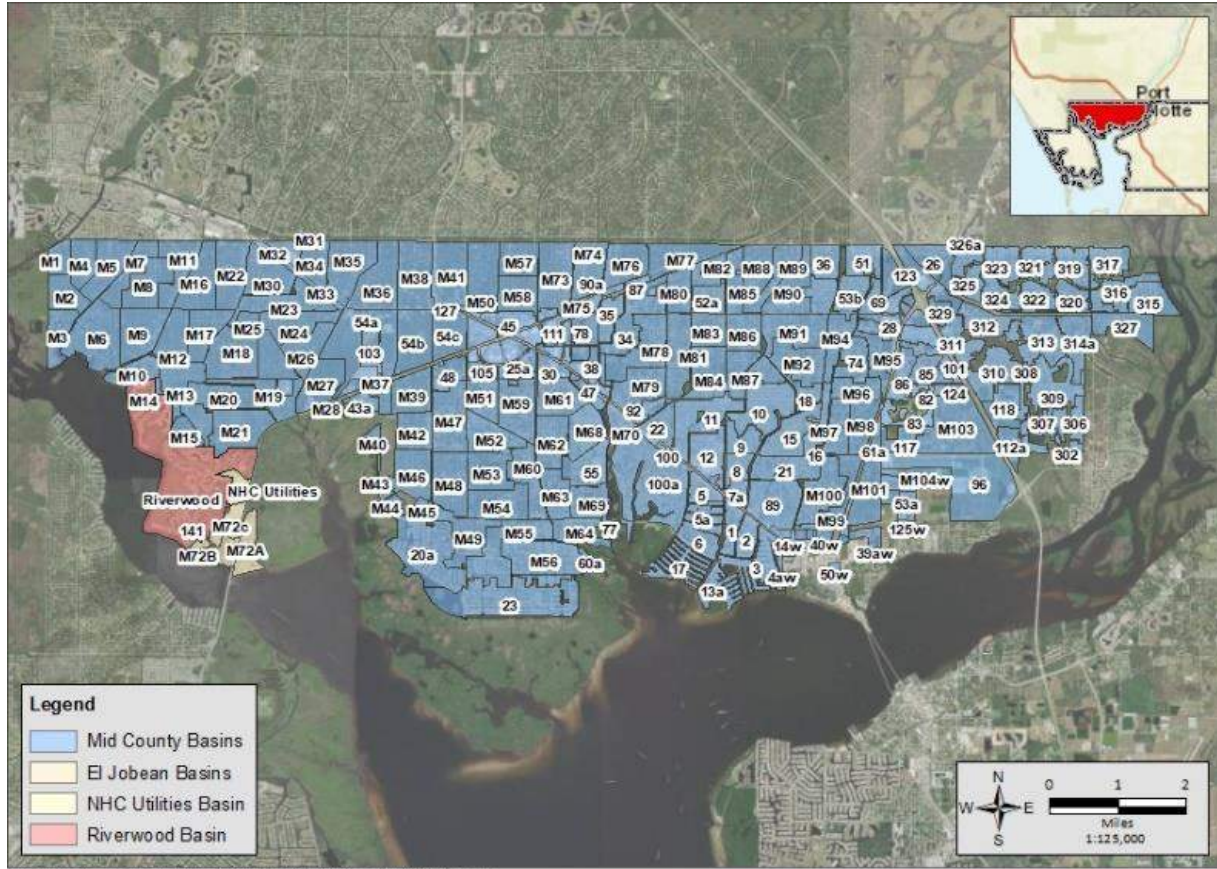 Port
lotte
326a
M31
M1 M4 M5 M7 M11 M32 M34 M35 M38 M41 M57 M74 M76 M77 M82 M88 M89 36 51 123 26 325 323 321 319 317
M2 M8 M16 M22 M30 M33 M36 M50 M58 M73 90a 87 M80 52a M85 M90 53b 69 324 322 320 316 315
M23 127 M75 35 329 327
M3 M6 M9 M17 M25 M24 54a 54b 54c 45 111 78 34 M83 M86 M91 M94 28 312 311 313 314a
M12 M18 M26 103 M78 M81 M92 74 M95 85 101 310 308
M10 M27 M37 48 105 25a 30 38 M79 M84 M87 86 82 124 309
M14 M13 M20 M19 M28 43a M39 M51 M59 M61 47 92 11 10 18 M96 118
M15 M21 M40 M42 M47 M52 M62 M68 M70 22 9 15 M97 M98 83 M103 307 306
100 12 16 61a 117 112a 302
Riverwood NHC Utilities M43 M46 M48 M53 M60 55 100a 8 21 M104w 96
M44 M45 M54 M63 M69 5 7a 89 M100 M101 53a
141 M72c M49 M55 M64 77 5a 1 M99 125w
M72B M72A 20a M56 60a 6 2 14w 40w 39aw
17 3 4aw 50w
23 13a
Legend
Mid County Basins
El Jobean Basins
NHC Utilities Basin
Riverwood Basin
N
W E
S
0 1 2
Miles
1:125,000